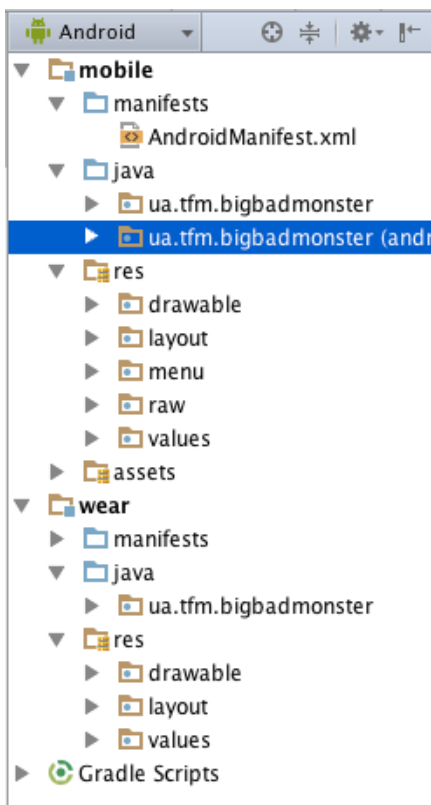 Android
mobile
manifests
AndroidManifest.xml
java
ua.tfm.bigbadmonster
ua.tfm.bigbadmonster (andr
res
drawable
layout
menu
raw
values
assets
wear
manifests
java
ua.tfm.bigbadmonster
res
drawable
layout
values
Gradle Scripts